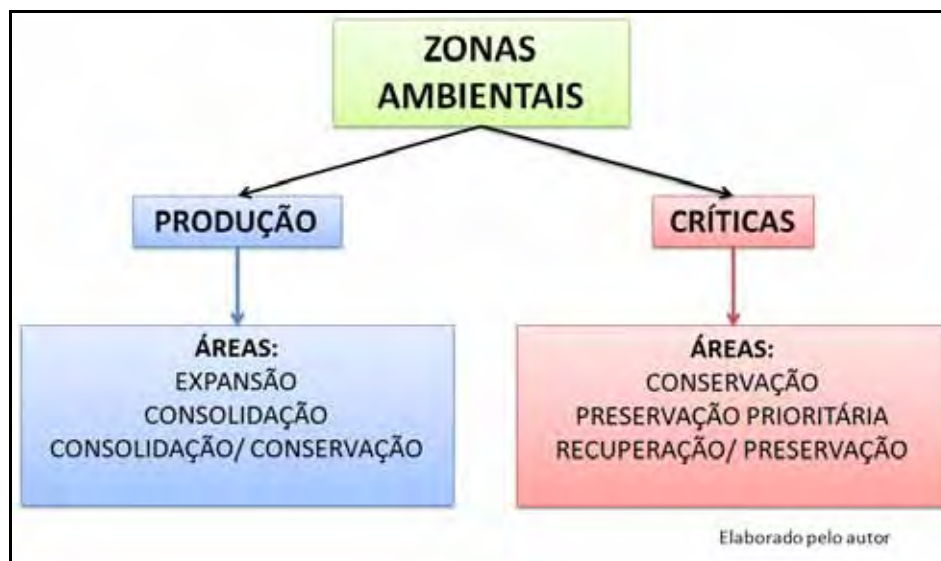 ZONAS
AMBIENTAIS
PRODUÇÃO
CRÍTICAS
ÁREAS:
EXPANSÃO
CONSOLIDAÇÃO
CONSOLIDAÇÃO/ CONSERVAÇÃO
ÁREAS:
CONSERVAÇÃO
PRESERVAÇÃO PRIORITÁRIA
RECUPERAÇÃO/ PRESERVAÇÃO
Elaborado pelo autor